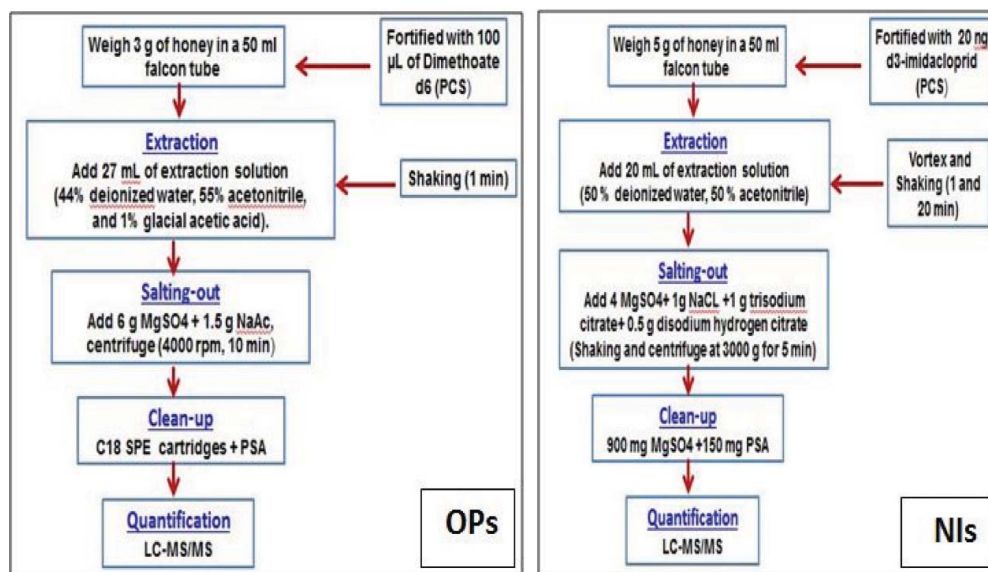 Weigh 3 g of honey in a 50 ml
falcon tube
Fortified with 100
µL of Dimethoate
d6 (PCS)
Extraction
Add 27 mL of extraction solution
(44% deionized water, 55% acetonitrile,
and 1% glacial acetic acid).
Shaking (1 min)
Salting-out
Add 6 g MgSO4 + 1.5 g NaAc,
centrifuge (4000 rpm, 10 min)
Clean-up
C18 SPE cartridges + PSA
Quantification
LC-MS/MS
OPs
Weigh 5 g of honey in a 50 ml
falcon tube
Fortified with 20 ng
d3-imidacloprid
(PCS)
Extraction
Add 20 mL of extraction solution
(50 % deionized water, 50 % acetonitrile)
Vortex and
Shaking (1 and
20 min)
Salting-out
Add 4 MgSO4+ 1g NaCL +1 g trisodium
citrate+ 0.5 g disodium hydrogen citrate
(Shaking and centrifuge at 3000 g for 5 min)
Clean-up
900 mg MgSO4 +150 mg PSA
Quantification
LC-MS/MS
NIs